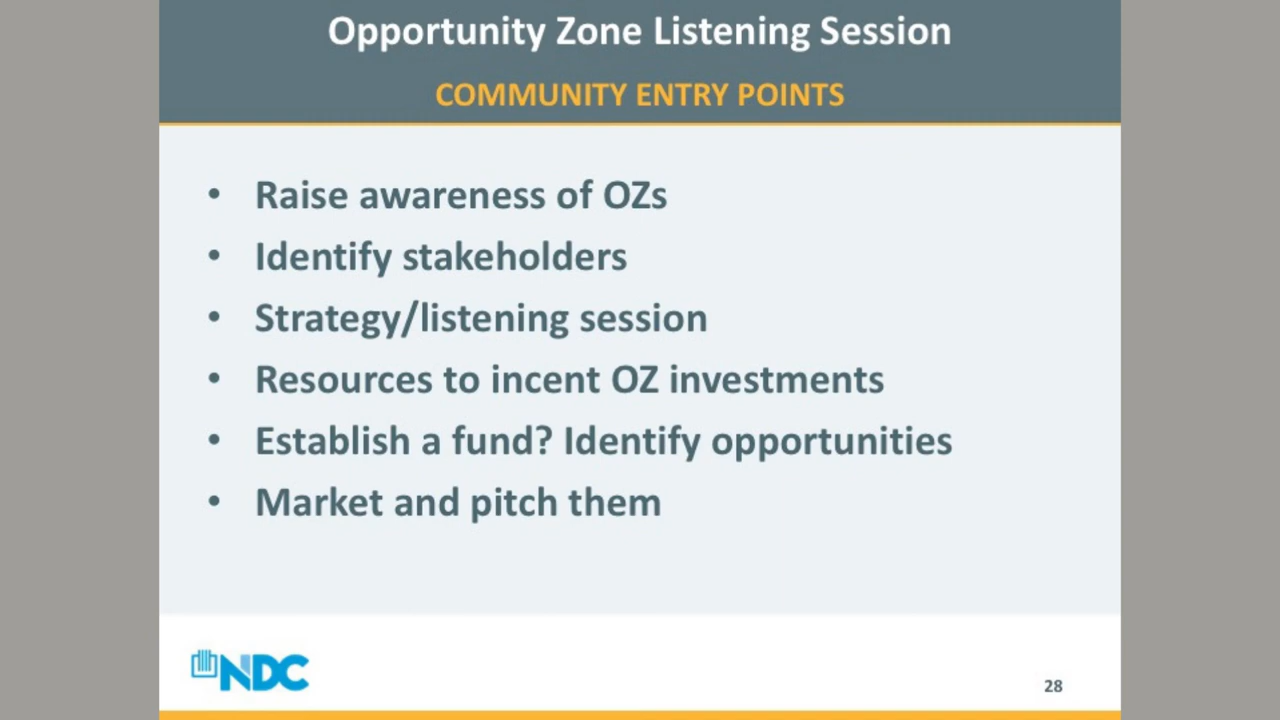 Opportunity Zone Listening Session
COMMUNITY ENTRY POINTS
• Raise awareness of OZs
• Identify stakeholders
• Strategy/listening session
• Resources to incent OZ investments
• Establish a fund? Identify opportunities
• Market and pitch them
NDC
28